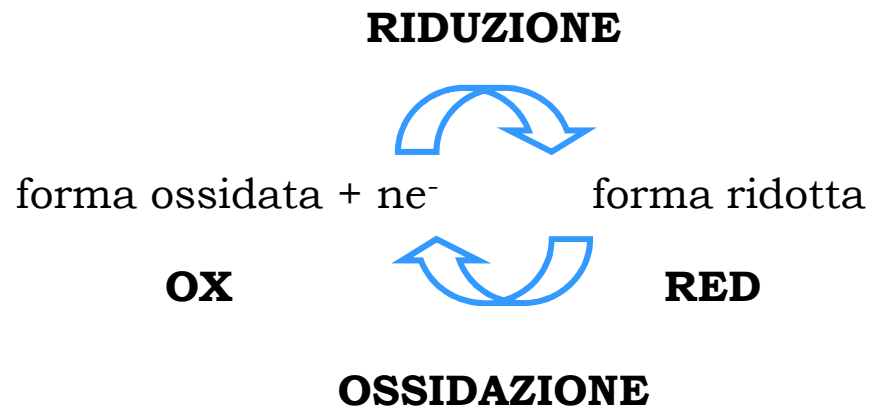 RIDUZIONE
forma ossidata + ne⁻ forma ridotta
OX RED
OSSIDAZIONE